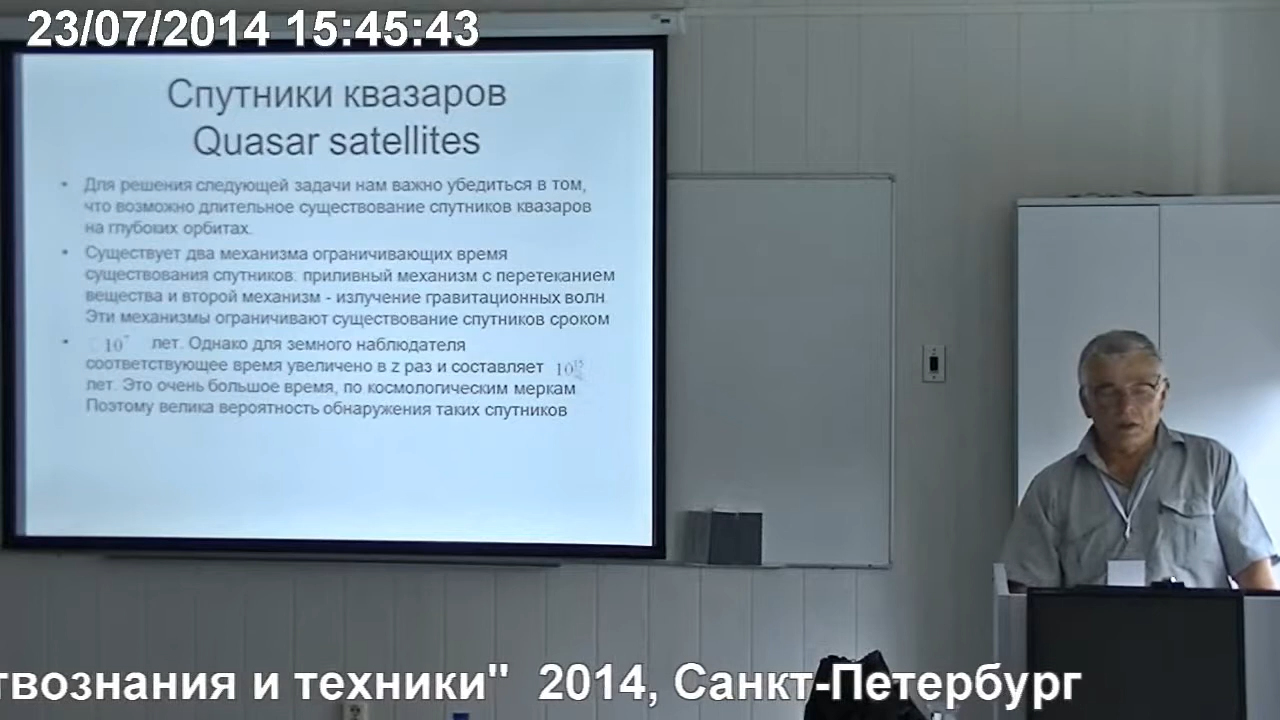 23/07/2014 15:45:43
Спутники квазаров
Quasar satellites
• Для решения следующей задачи нам важно убедиться в том,
что возможно длительное существование спутников квазаров
на глубоких орбитах.
• Существует два механизма ограничивающих время
существования спутников: приливный механизм с перетеканием
вещества и второй механизм - излучение гравитационных волн
Эти механизмы ограничивают существование спутников сроком
• лет. Однако для земного наблюдателя
соответствующее время увеличено в z раз и составляет
лет. Это очень большое время, по космологическим меркам
Поэтому велика вероятность обнаружения таких спутников
твознания и техники" 2014, Санкт-Петербург